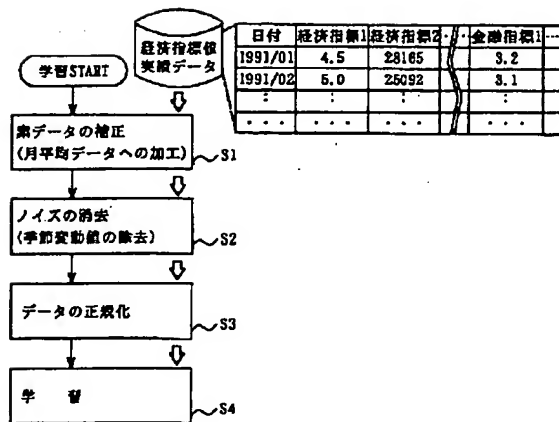 学習START
経済指標値
実績データ
日付 経済指標1 経済指標2 ・・ 金融指標1 ---
1991/01 4.5 28165 3.2
1991/02 5.0 25092 3.1
: : : :
・・・ ・・・ ・・・ ・・・
素データの補正
(月平均データへの加工)
S1
ノイズの消去
(季節変動値の除去)
S2
データの正規化
S3
学 習
S4